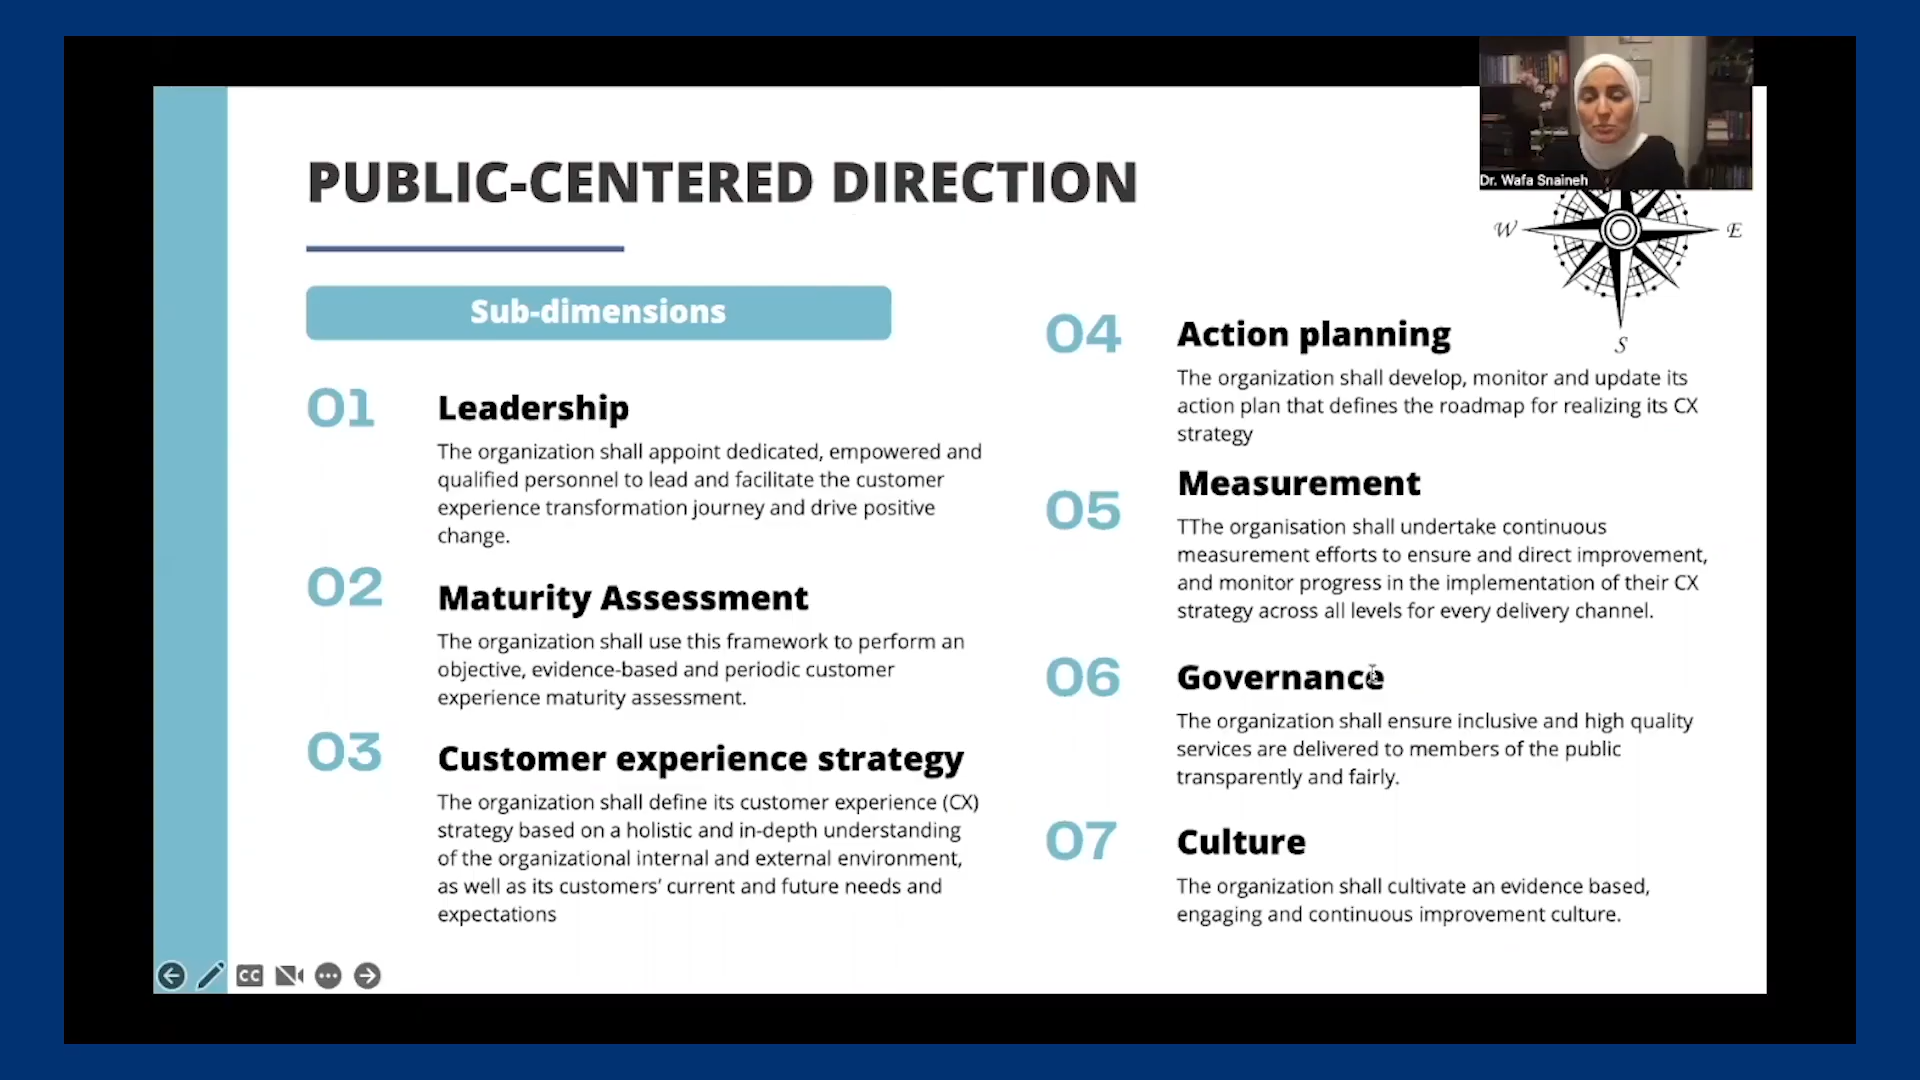 PUBLIC-CENTERED DIRECTION
Sub-dimensions
01
Leadership
The organization shall appoint dedicated, empowered and
qualified personnel to lead and facilitate the customer
experience transformation journey and drive positive
change.
02
Maturity Assessment
The organization shall use this framework to perform an
objective, evidence-based and periodic customer
experience maturity assessment.
03
Customer experience strategy
The organization shall define its customer experience (CX)
strategy based on a holistic and in-depth understanding
of the organizational internal and external environment,
as well as its customers’ current and future needs and
expectations
04
Action planning
The organization shall develop, monitor and update its
action plan that defines the roadmap for realizing its CX
strategy
05
Measurement
TThe organisation shall undertake continuous
measurement efforts to ensure and direct improvement,
and monitor progress in the implementation of their CX
strategy across all levels for every delivery channel.
06
Governance
The organization shall ensure inclusive and high quality
services are delivered to members of the public
transparently and fairly.
07
Culture
The organization shall cultivate an evidence based,
engaging and continuous improvement culture.
Dr. Wafa Snaineh
W
E
S
CC